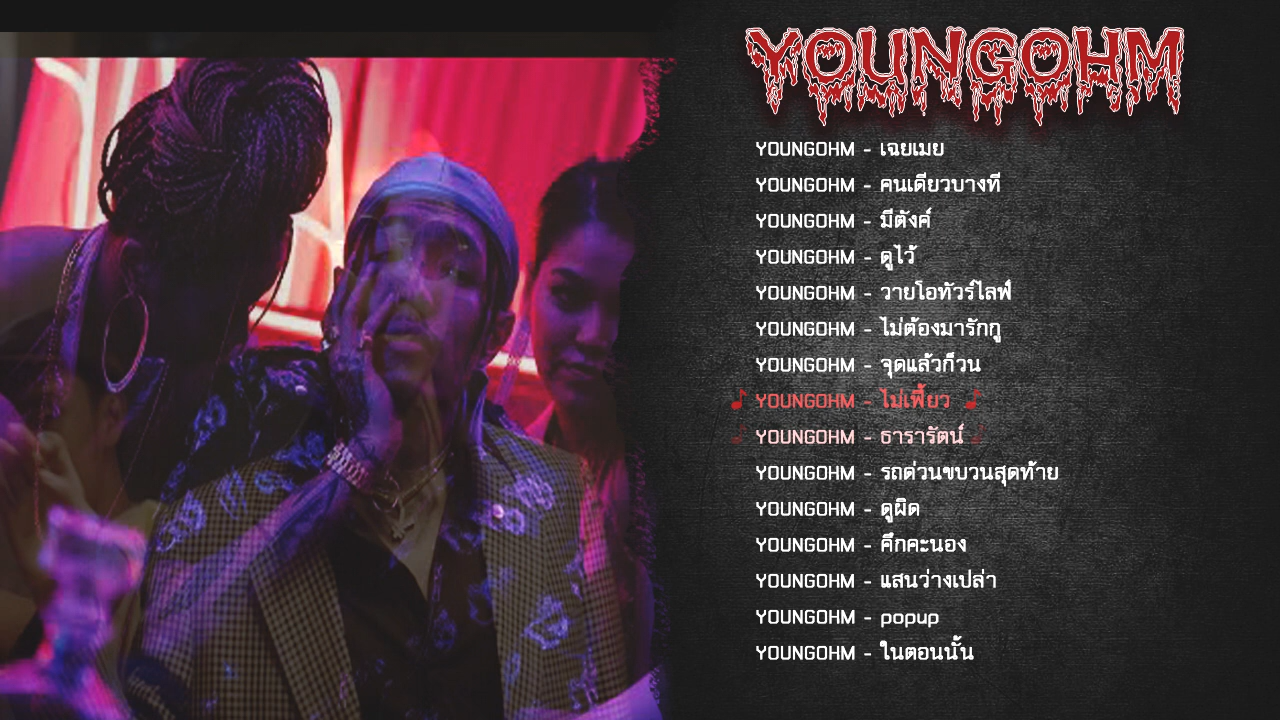 YOUNGOHM
YOUNGOHM - เฉยเมย
YOUNGOHM - คนเดียวบางที
YOUNGOHM - มีตังค์
YOUNGOHM - ดูไว้
YOUNGOHM - วายโอทัวร์ไลฟ์
YOUNGOHM - ไม่ต้องมารักกู
YOUNGOHM - จุดแล้วก็วน
YOUNGOHM - ไม่เฟี้ยว
YOUNGOHM - ธารารัตน์
YOUNGOHM - รถด่วนขบวนสุดท้าย
YOUNGOHM - ดูผิด
YOUNGOHM - คึกคะนอง
YOUNGOHM - แสนว่างเปล่า
YOUNGOHM - popup
YOUNGOHM - ในตอนนั้น